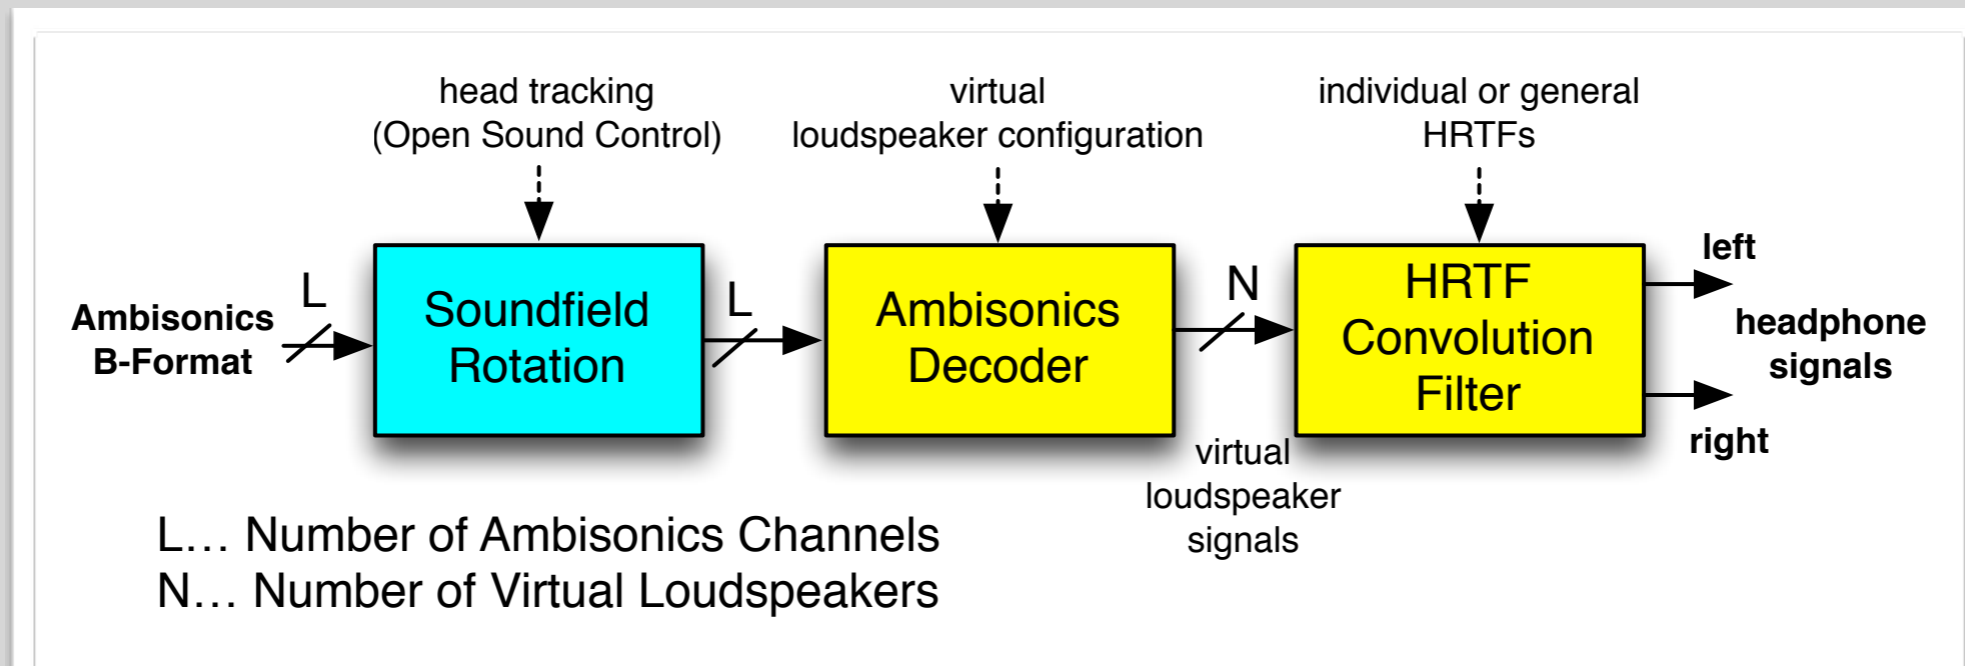 head tracking
(Open Sound Control)
virtual
loudspeaker configuration
individual or general
HRTFs
Ambisonics
B-Format
L
Soundfield
Rotation
L
Ambisonics
Decoder
N
virtual
loudspeaker
signals
HRTF
Convolution
Filter
left
headphone
signals
right
L... Number of Ambisonics Channels
N... Number of Virtual Loudspeakers